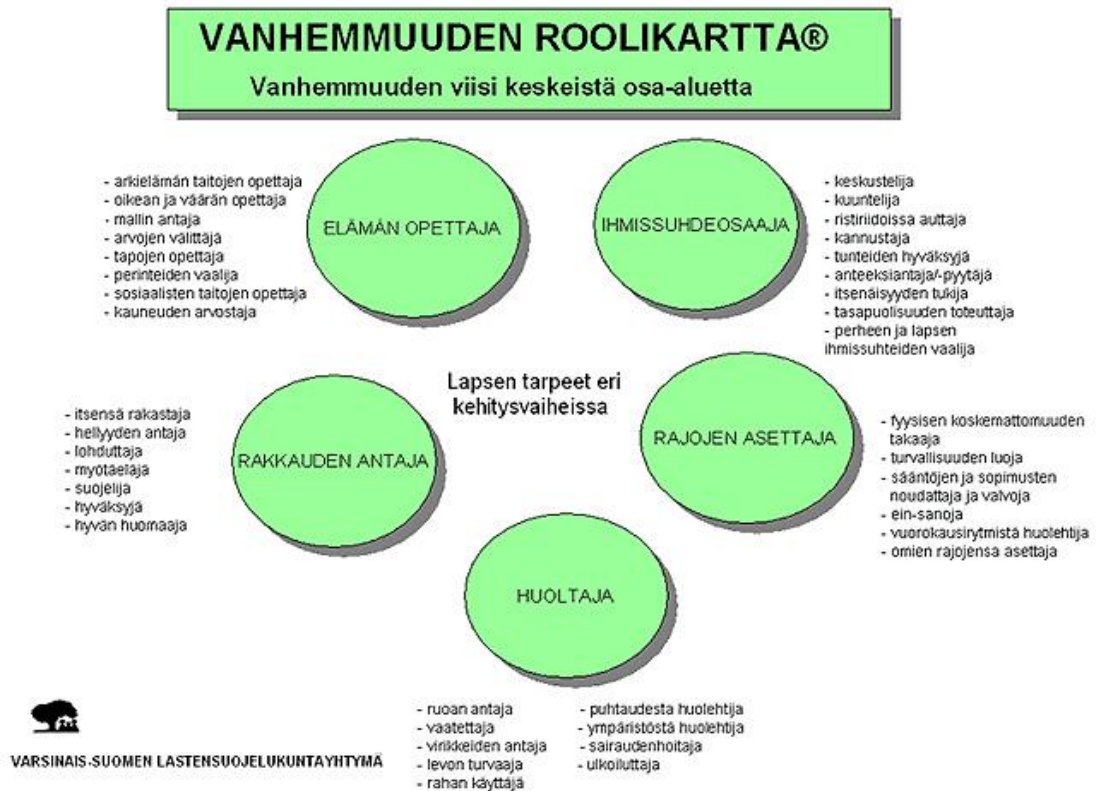 VANHEMMUUDEN ROOLIKARTTA®
Vanhemmuuden viisi keskeistä osa-aluetta
- arkielämän taitojen opettaja
- oikean ja väärän opettaja
- mallin antaja
- arvojen välittäjä
- tapojen opettaja
- perinteiden vaalija
- sosiaalisten taitojen opettaja
- kauneuden arvostaja
ELÄMÄN OPETTAJA
IHMISSUHDEOSAAJA
- keskustelija
- kuuntelija
- ristiriidoissa auttaja
- kannustaja
- tunteiden hyväksyjä
- anteeksiantaja/-pyytäjä
- itsenäisyyden tukija
- tasapuolisuuden toteuttaja
- perheen ja lapsen
ihmissuhteiden vaalija
Lapsen tarpeet eri
kehitysvaiheissa
- itsensä rakastaja
- hellyyden antaja
- lohduttaja
- myötäeläjä
- suojelija
- hyväksyjä
- hyvän huomaaja
RAKKAUDEN ANTAJA
RAJOJEN ASETTAJA
- fyysisen koskemattomuuden
takaaja
- turvallisuuden luoja
- sääntöjen ja sopimusten
noudattaja ja valvoja
- ein-sanoja
- vuorokausirytmistä huolehtija
- omien rajojensa asettaja
HUOLTAJA
- ruoan antaja
- vaatettaja
- virikkeiden antaja
- levon turvaaja
- rahan käyttäjä
- puhtaudesta huolehtija
- ympäristöstä huolehtija
- sairaudenhoitaja
- ulkoiluttaja
VARSINAIS-SUOMEN LASTENSUOJELUKUNTAYHTYMÄ